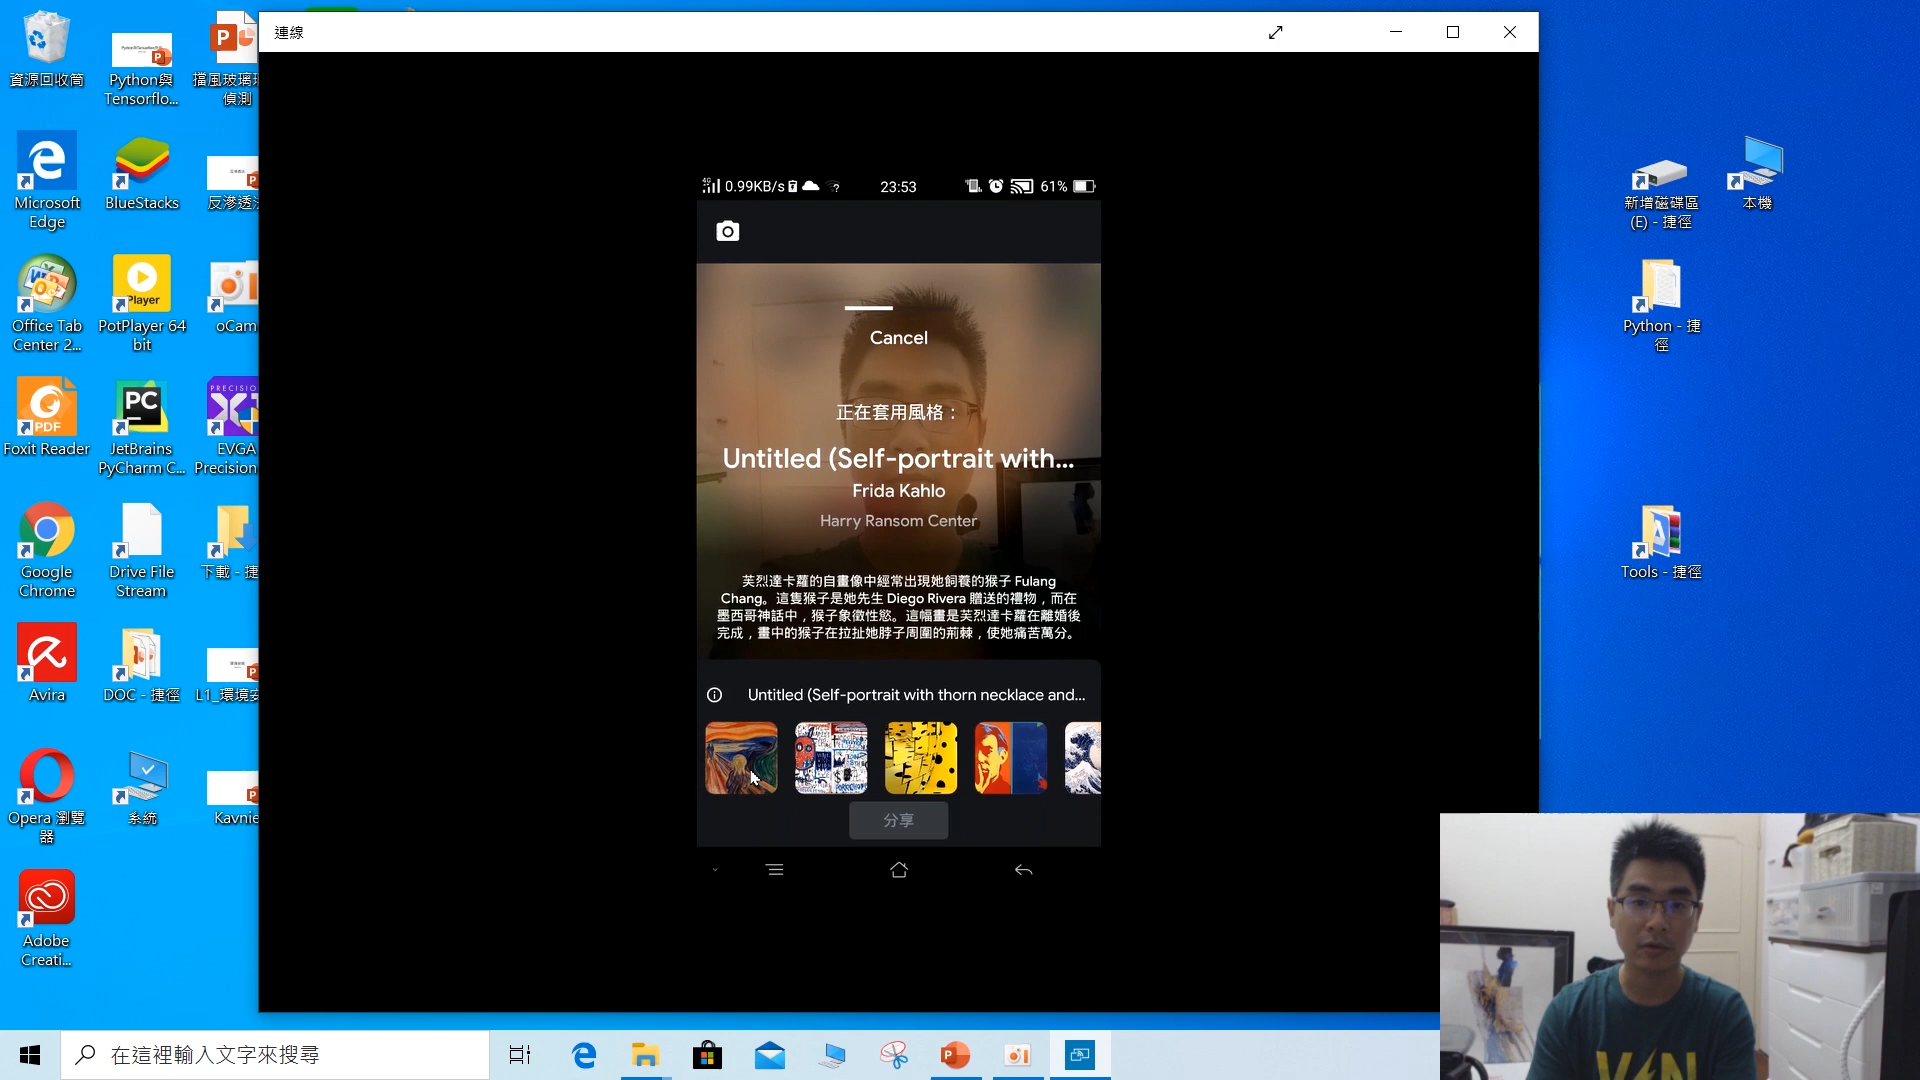 連線
資源回收筒
Python與
Tensorflo...
擋風玻璃
偵測
Microsoft
Edge
BlueStacks
反滲透
Office Tab
Center 2...
PotPlayer 64
bit
oCam
Foxit Reader
JetBrains
PyCharm C...
EVGA
Precision
Google
Chrome
Drive File
Stream
下載 - 捷
Avira
DOC - 捷徑
L1_環境安
Opera 瀏覽
器
系統
Kavnie
Adobe
Creati...
新增磁碟區
(E) - 捷徑
本機
Python - 捷
徑
Tools - 捷徑
4G 0.99KB/s 23:53 61%
Cancel
正在套用風格：
Untitled (Self-portrait with...
Frida Kahlo
Harry Ransom Center
芙烈達卡蘿的自畫像中經常出現她飼養的猴子 Fulang
Chang。這隻猴子是她先生 Diego Rivera 贈送的禮物，而在
墨西哥神話中，猴子象徵性慾。這幅畫是芙烈達卡蘿在離婚後
完成，畫中的猴子在拉扯她脖子周圍的荊棘，使她痛苦萬分。
Untitled (Self-portrait with thorn necklace and...
分享
在這裡輸入文字來搜尋